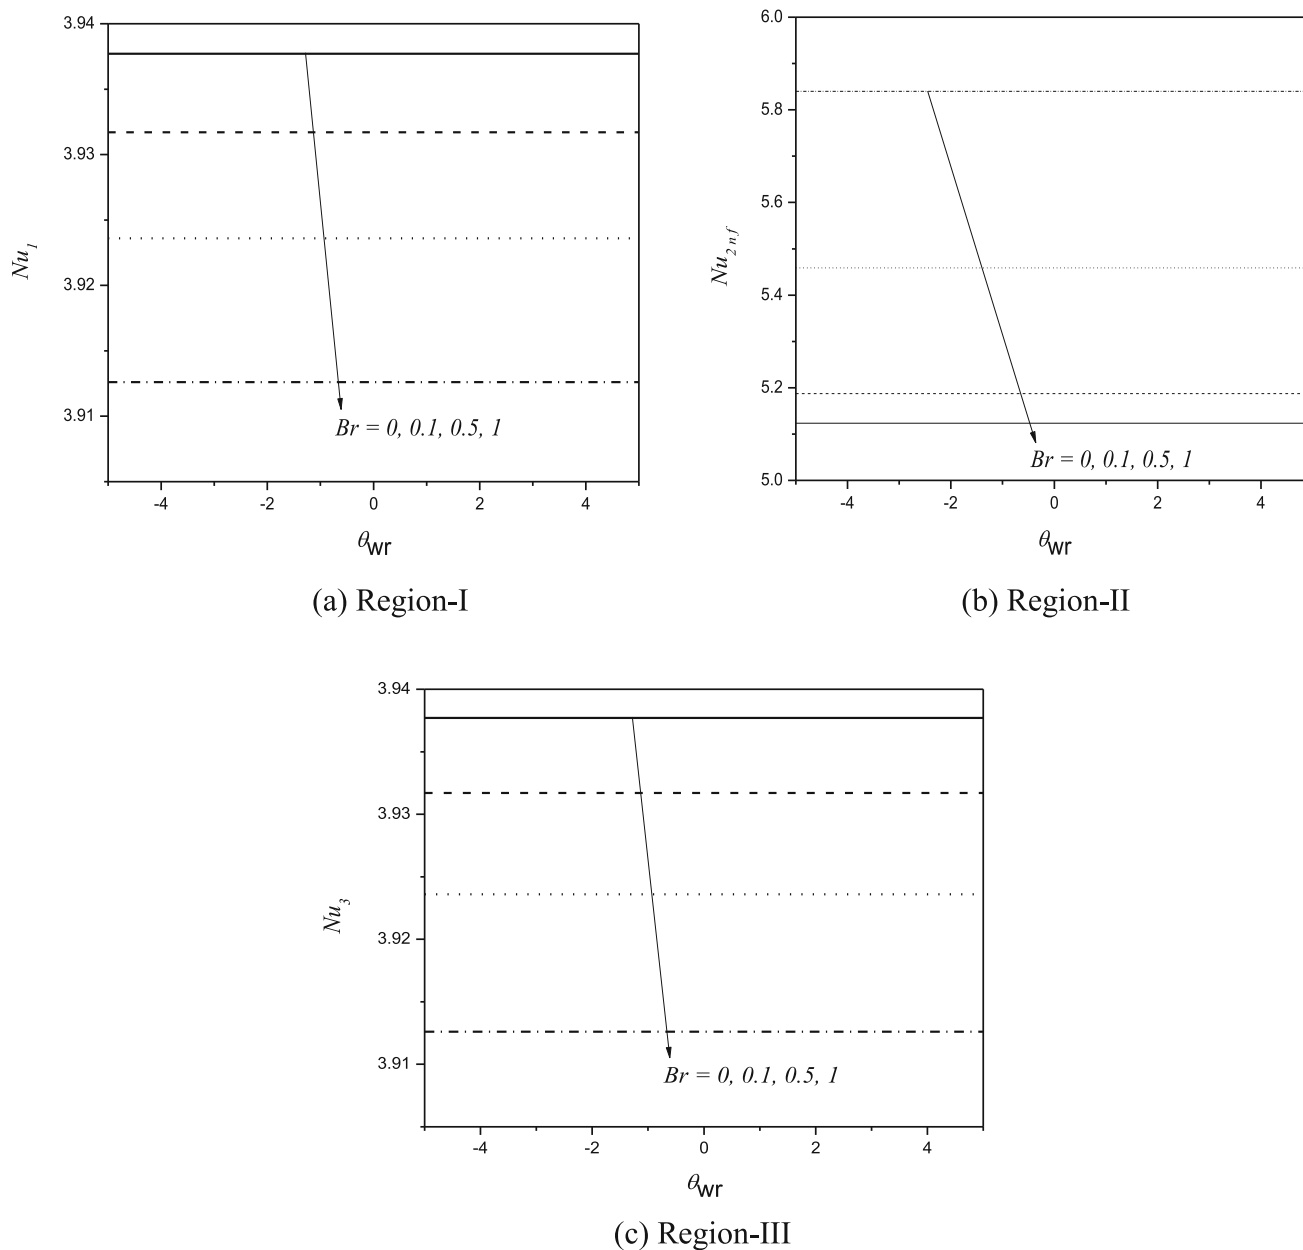 3.94
3.93
3.92
3.91
Nu1
-4 -2 0 2 4
θwr
Br = 0, 0.1, 0.5, 1
(a) Region-I
6.0
5.8
5.6
5.4
5.2
5.0
Nu2nf
-4 -2 0 2 4
θwr
Br = 0, 0.1, 0.5, 1
(b) Region-II
3.94
3.93
3.92
3.91
Nu3
-4 -2 0 2 4
θwr
Br = 0, 0.1, 0.5, 1
(c) Region-III